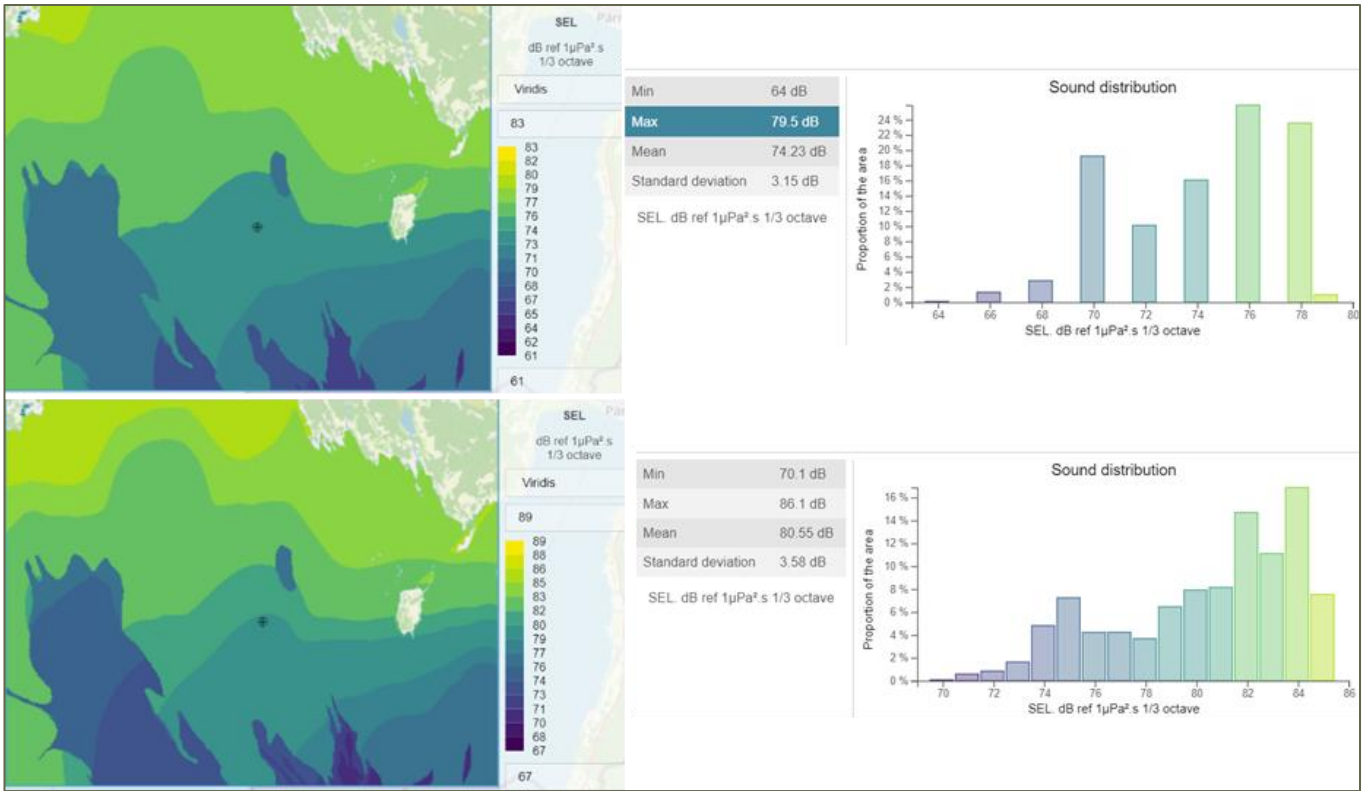 SEL
dB ref 1µPa².s
1/3 octave
Viridis
83
83
82
80
79
77
76
74
73
71
70
68
67
65
64
62
61
61
Min 64 dB
Max 79.5 dB
Mean 74.23 dB
Standard deviation 3.15 dB
SEL. dB ref 1µPa².s 1/3 octave
Sound distribution
Proportion of the area
24 %
22 %
20 %
18 %
16 %
14 %
12 %
10 %
8 %
6 %
4 %
2 %
0 %
64 66 68 70 72 74 76 78 80
SEL. dB ref 1µPa².s 1/3 octave
SEL
dB ref 1µPa².s
1/3 octave
Viridis
89
89
88
86
85
83
82
80
79
77
76
74
73
71
70
68
67
67
Min 70.1 dB
Max 86.1 dB
Mean 80.55 dB
Standard deviation 3.58 dB
SEL. dB ref 1µPa².s 1/3 octave
Sound distribution
Proportion of the area
16 %
14 %
12 %
10 %
8 %
6 %
4 %
2 %
0 %
70 72 74 76 78 80 82 84 86
SEL. dB ref 1µPa².s 1/3 octave